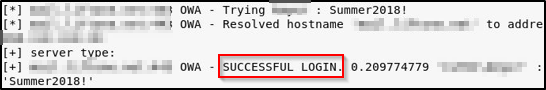 [*] OWA - Trying : Summer2018!
[*] OWA - Resolved hostname ' ' to addre
[+] server type:
[+] OWA - SUCCESSFUL LOGIN. 0.209774779 ' ' :
'Summer2018!'